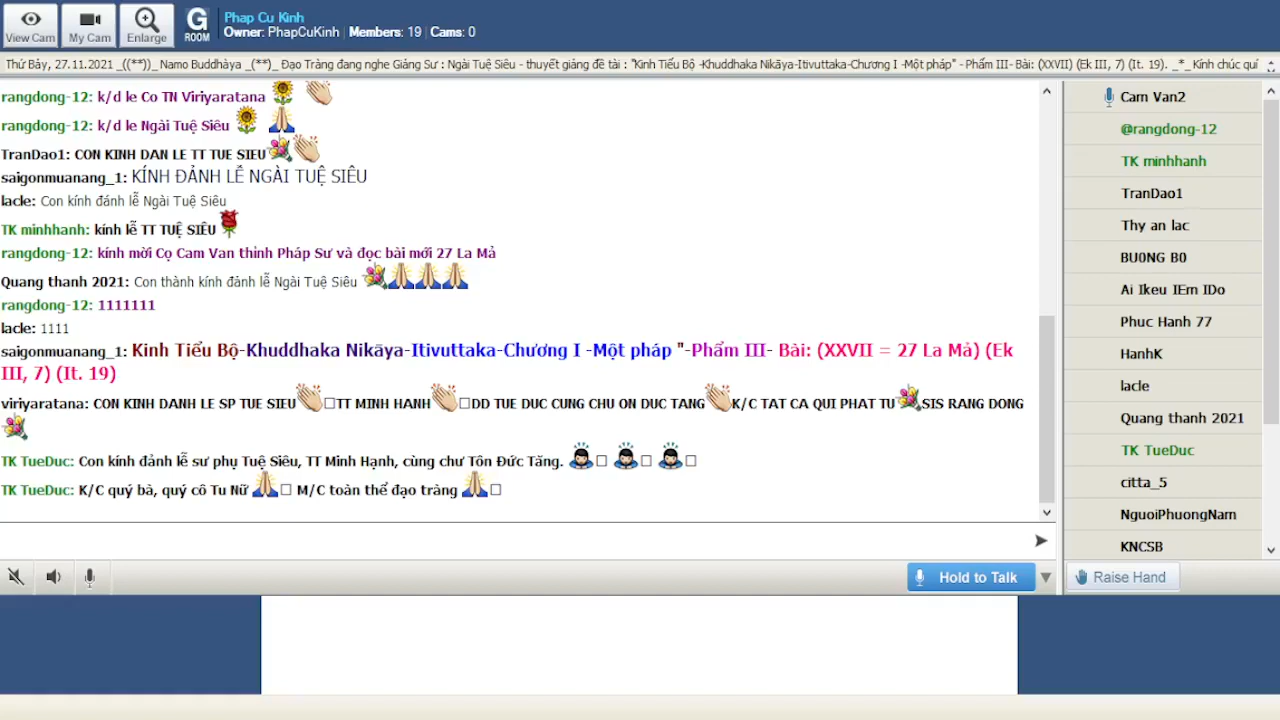 View Cam
My Cam
Enlarge
G
ROOM
Phap Cu Kinh
Owner: PhapCuKinh | Members: 19 | Cams: 0
Thứ Bảy, 27.11.2021 _((**))_ Namo Buddhàya _(**)_ Đạo Tràng đang nghe Giảng Sư : Ngài Tuệ Siêu - thuyết giảng đề tài : "Kinh Tiểu Bộ -Khuddhaka Nikāya-Itivuttaka-Chương I -Một pháp" - Phẩm III- Bài: (XXVII) (Ek III, 7) (It. 19). _*_ Kính chúc quí
rangdong-12: k/d le Co TN Viriyaratana
rangdong-12: k/d le Ngài Tuệ Siêu
TranDao1: CON KINH DAN LE TT TUE SIEU
saigonmuanang_1: KÍNH ĐẢNH LỄ NGÀI TUỆ SIÊU
lacle: Con kính đánh lễ Ngài Tuệ Siêu
TK minhhanh: kính lễ TT TUỆ SIÊU
rangdong-12: kính mời Cọ Cam Van thỉnh Pháp Sư và đọc bài mới 27 La Mả
Quang thanh 2021: Con thành kính đảnh lễ Ngài Tuệ Siêu
rangdong-12: 1111111
lacle: 1111
saigonmuanang_1: Kinh Tiểu Bộ-Khuddhaka Nikāya-Itivuttaka-Chương I -Một pháp "-Phẩm III- Bài: (XXVII = 27 La Mả) (Ek
III, 7) (It. 19)
viriyaratana: CON KINH DANH LE SP TUE SIEU TT MINH HANH DD TUE DUC CUNG CHU ON DUC TANG K/C TAT CA QUI PHAT TU SIS RANG DONG
TK TueDuc: Con kính đảnh lễ sư phụ Tuệ Siêu, TT Minh Hạnh, cùng chư Tôn Đức Tăng.
TK TueDuc: K/C quý bà, quý cô Tu Nữ M/C toàn thể đạo tràng
Hold to Talk
Cam Van2
@rangdong-12
TK minhhanh
TranDao1
Thy an lac
BU0NG B0
Ai Ikeu IEm IDo
Phuc Hanh 77
HanhK
lacle
Quang thanh 2021
TK TueDuc
citta_5
NguoiPhuongNam
KNCSB
Raise Hand